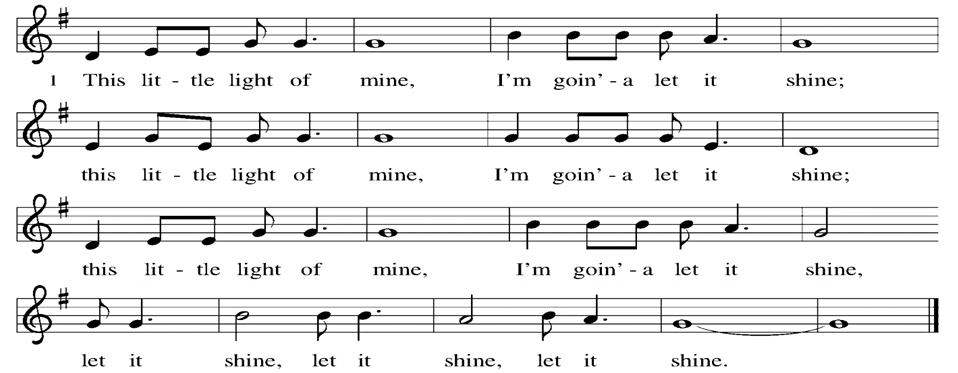 1 This lit - tle light of mine, I'm goin' - a let it shine;
this lit - tle light of mine, I'm goin' - a let it shine;
this lit - tle light of mine, I'm goin' - a let it shine,
let it shine, let it shine, let it shine.